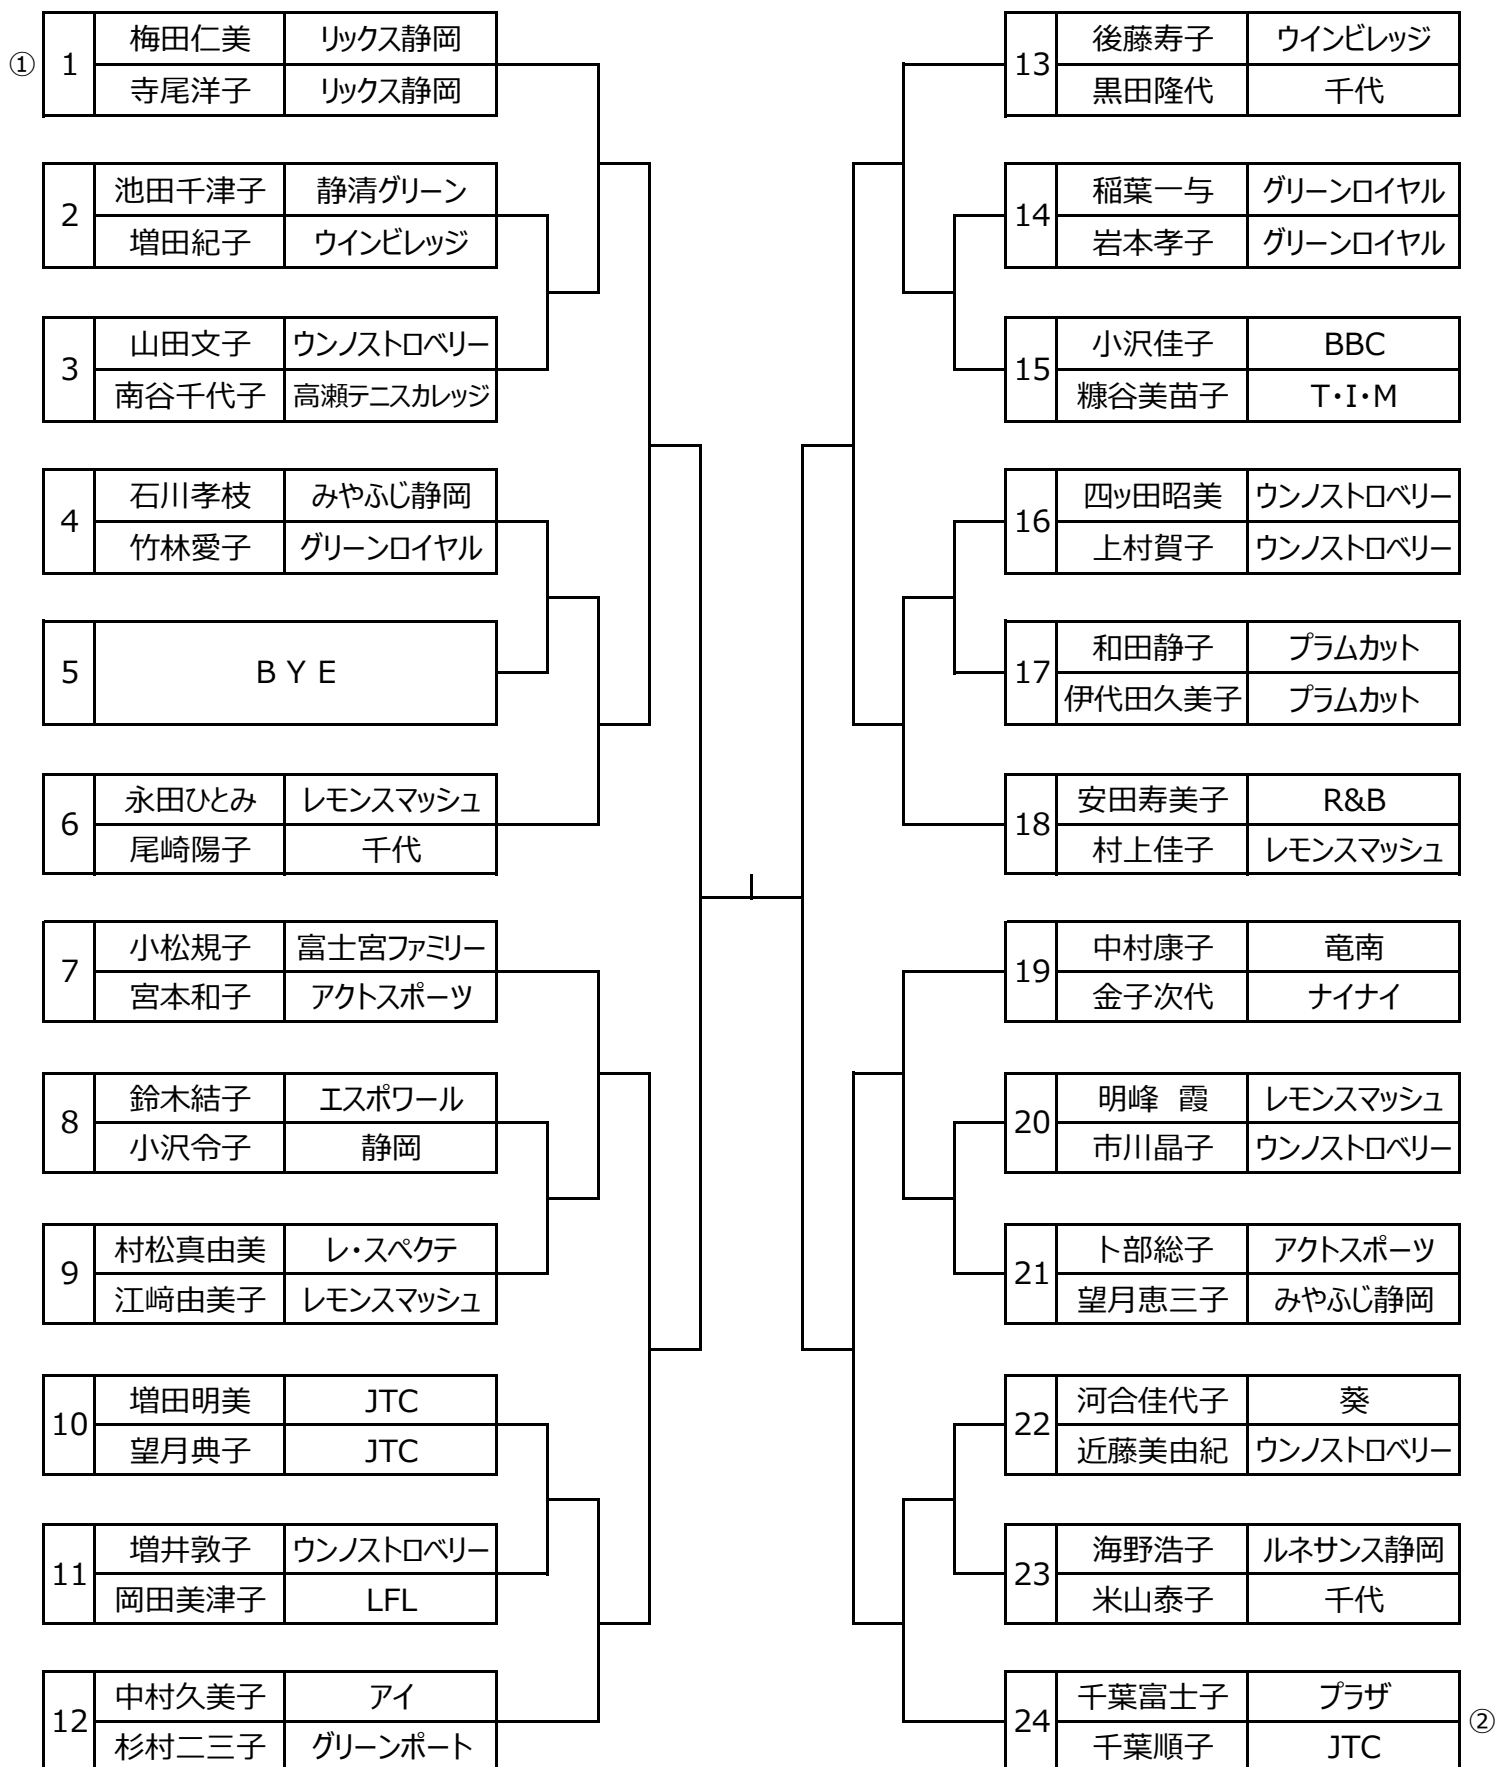 ①
1
梅田仁美 リックス静岡
寺尾洋子 リックス静岡
2
池田千津子 静清グリーン
増田紀子 ウインビレッジ
3
山田文子 ウンノストロベリー
南谷千代子 高瀬テニスカレッジ
4
石川孝枝 みやふじ静岡
竹林愛子 グリーンロイヤル
5
B Y E
6
永田ひとみ レモンスマッシュ
尾崎陽子 千代
7
小松規子 富士宮ファミリー
宮本和子 アクトスポーツ
8
鈴木結子 エスポワール
小沢令子 静岡
9
村松真由美 レ・スペクテ
江﨑由美子 レモンスマッシュ
10
増田明美 JTC
望月典子 JTC
11
増井敦子 ウンノストロベリー
岡田美津子 LFL
12
中村久美子 アイ
杉村二三子 グリーンポート
13
後藤寿子 ウインビレッジ
黒田隆代 千代
14
稲葉一与 グリーンロイヤル
岩本孝子 グリーンロイヤル
15
小沢佳子 BBC
糠谷美苗子 T・I・M
16
四ッ田昭美 ウンノストロベリー
上村賀子 ウンノストロベリー
17
和田静子 プラムカット
伊代田久美子 プラムカット
18
安田寿美子 R&B
村上佳子 レモンスマッシュ
19
中村康子 竜南
金子次代 ナイナイ
20
明峰　霞 レモンスマッシュ
市川晶子 ウンノストロベリー
21
卜部総子 アクトスポーツ
望月恵三子 みやふじ静岡
22
河合佳代子 葵
近藤美由紀 ウンノストロベリー
23
海野浩子 ルネサンス静岡
米山泰子 千代
24
千葉富士子 プラザ
千葉順子 JTC
②